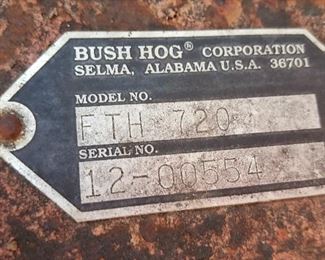 BUSH HOG® CORPORATION
SELMA, ALABAMA U.S.A. 36701
MODEL NO.
FTH 720
SERIAL NO.
12-00554